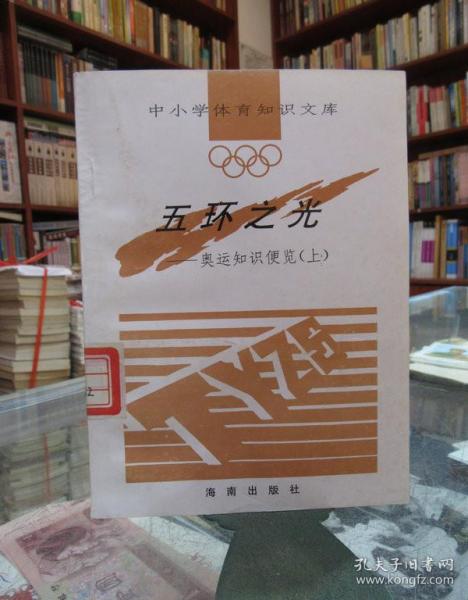 中小学体育知识文库
五环之光
——奥运知识便览(上)
海南出版社
2
孔夫子旧书网
www.kongfz.com